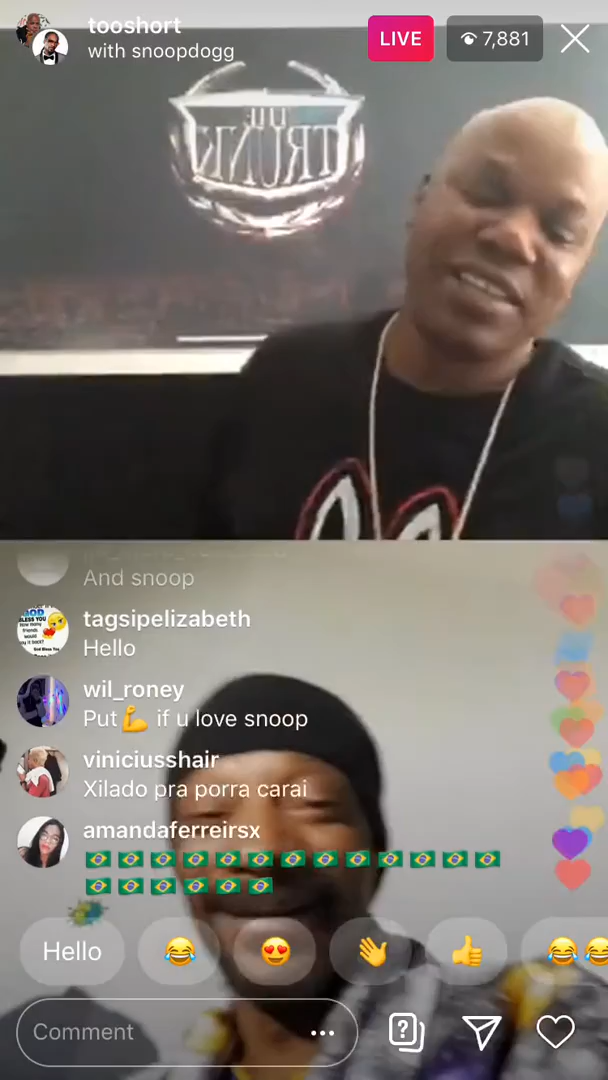 tooshort
LIVE
7,881
with snoopdogg
And snoop
tagsipelizabeth
Hello
wil_roney
Put💪 if u love snoop
viniciusshair
Xilado pra porra carai
amandaferreirsx
🇧🇷🇧🇷🇧🇷🇧🇷🇧🇷🇧🇷🇧🇷🇧🇷🇧🇷🇧🇷🇧🇷🇧🇷🇧🇷
🇧🇷🇧🇷🇧🇷🇧🇷🇧🇷🇧🇷
Hello 😂 😍 👋 👍 😂😂
Comment